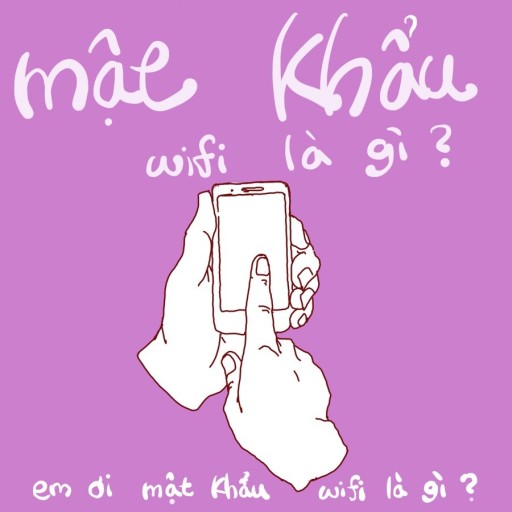 mật khẩu
wifi là gì?
em ơi mật khẩu wifi là gì?